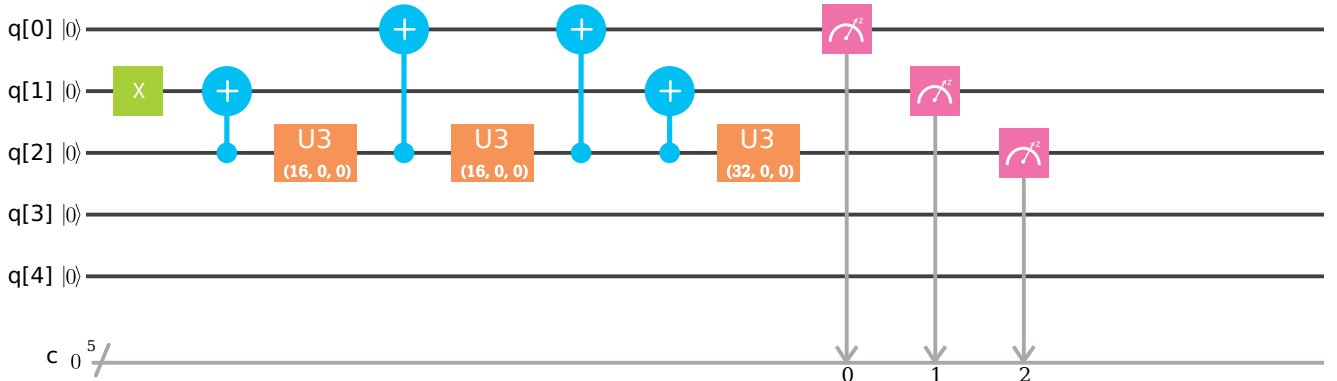 q[0] |0⟩ z
q[1] |0⟩ X z
q[2] |0⟩ U3 (16, 0, 0) U3 (16, 0, 0) U3 (32, 0, 0) z
q[3] |0⟩
q[4] |0⟩
c 0 5
0 1 2